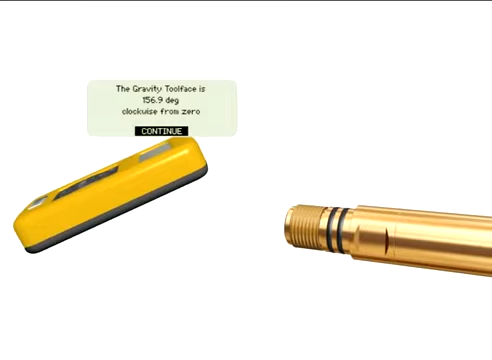 The Gravity Toolface is
156.9 deg
clockwise from zero
CONTINUE